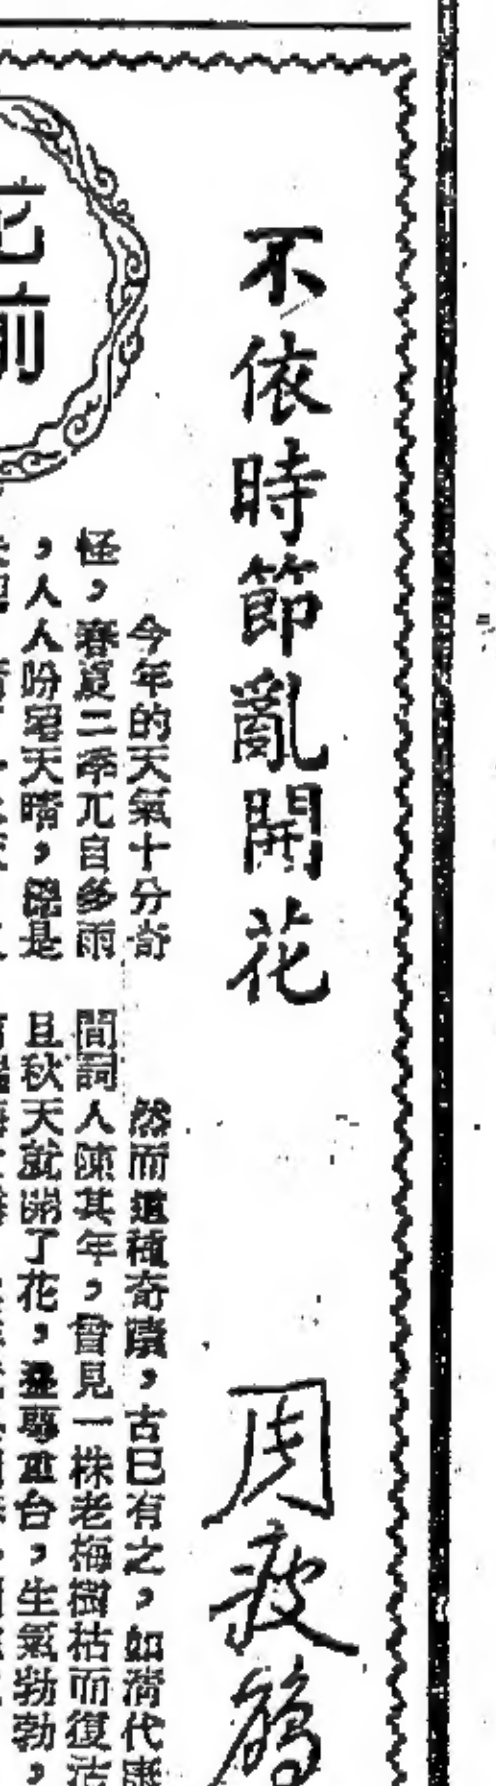 不依時節亂開花
周瘦鵑
花前
今年的天氣十分奇
怪,春夏二季兀自多雨
,人人盼望天晴,總是
然而這種奇蹟,古已有之,如清代康
間詞人陳其年,曾見一株老梅樹枯而復活
且秋天就開了花,重臺,生氣勃勃,